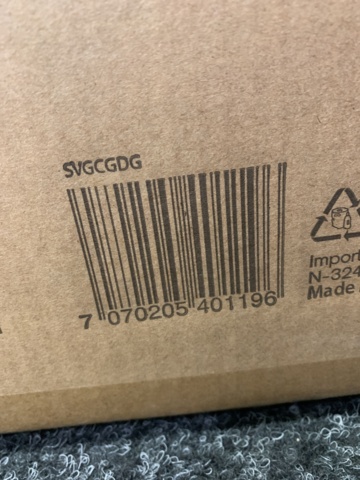 SVGCGDG
7 070205 401196
Import
N-324
Made